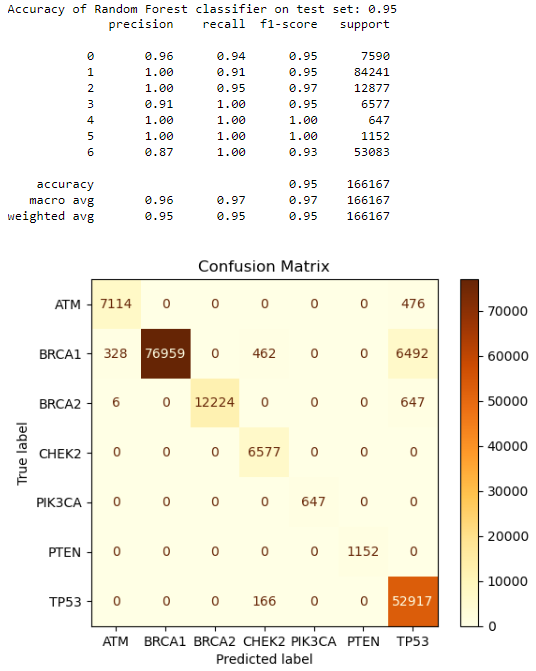 Accuracy of Random Forest classifier on test set: 0.95
precision recall f1-score support
0 0.96 0.94 0.95 7590
1 1.00 0.91 0.95 84241
2 1.00 0.95 0.97 12877
3 0.91 1.00 0.95 6577
4 1.00 1.00 1.00 647
5 1.00 1.00 1.00 1152
6 0.87 1.00 0.93 53083
accuracy 0.95 166167
macro avg 0.96 0.97 0.97 166167
weighted avg 0.95 0.95 0.95 166167
Confusion Matrix
ATM 7114 0 0 0 0 0 476
BRCA1 328 76959 0 462 0 0 6492
BRCA2 6 0 12224 0 0 0 647
CHEK2 0 0 0 6577 0 0 0
PIK3CA 0 0 0 0 647 0 0
PTEN 0 0 0 0 0 1152 0
TP53 0 0 0 166 0 0 52917
ATM BRCA1 BRCA2 CHEK2 PIK3CA PTEN TP53
Predicted label
True label
70000
60000
50000
40000
30000
20000
10000
0